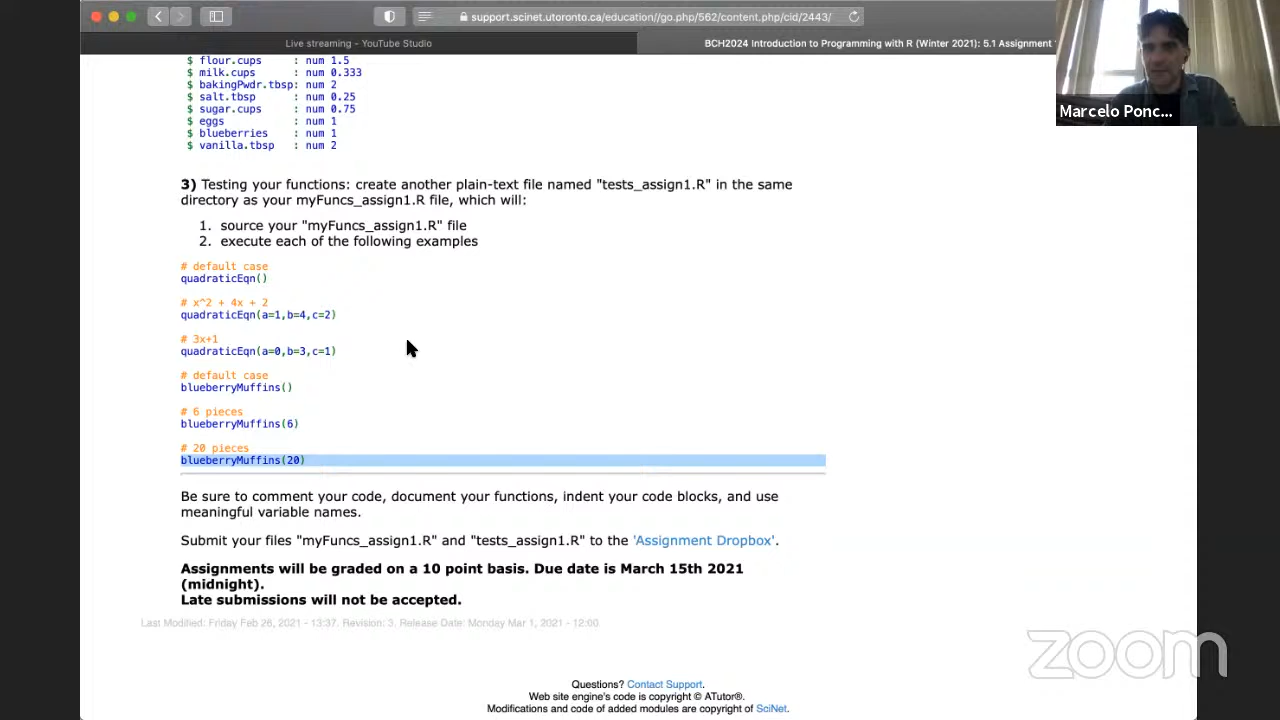 support.scinet.utoronto.ca/education//go.php/562/content.php/cid/2443/
Live streaming - YouTube Studio
BCH2024 Introduction to Programming with R (Winter 2021): 5.1 Assignment
Marcelo Ponc...
$ flour.cups : num 1.5
$ milk.cups : num 0.333
$ bakingPwdr.tbsp: num 2
$ salt.tbsp : num 0.25
$ sugar.cups : num 0.75
$ eggs : num 1
$ blueberries : num 1
$ vanilla.tbsp : num 2
3) Testing your functions: create another plain-text file named "tests_assign1.R" in the same
directory as your myFuncs_assign1.R file, which will:
1. source your "myFuncs_assign1.R" file
2. execute each of the following examples
# default case
quadraticEqn()
# x^2 + 4x + 2
quadraticEqn(a=1,b=4,c=2)
# 3x+1
quadraticEqn(a=0,b=3,c=1)
# default case
blueberryMuffins()
# 6 pieces
blueberryMuffins(6)
# 20 pieces
blueberryMuffins(20)
Be sure to comment your code, document your functions, indent your code blocks, and use
meaningful variable names.
Submit your files "myFuncs_assign1.R" and "tests_assign1.R" to the 'Assignment Dropbox'.
Assignments will be graded on a 10 point basis. Due date is March 15th 2021
(midnight).
Late submissions will not be accepted.
Last Modified: Friday Feb 26, 2021 - 13:37. Revision: 3. Release Date: Monday Mar 1, 2021 - 12:00.
zoom
Questions? Contact Support.
Web site engine's code is copyright © ATutor®.
Modifications and code of added modules are copyright of SciNet.